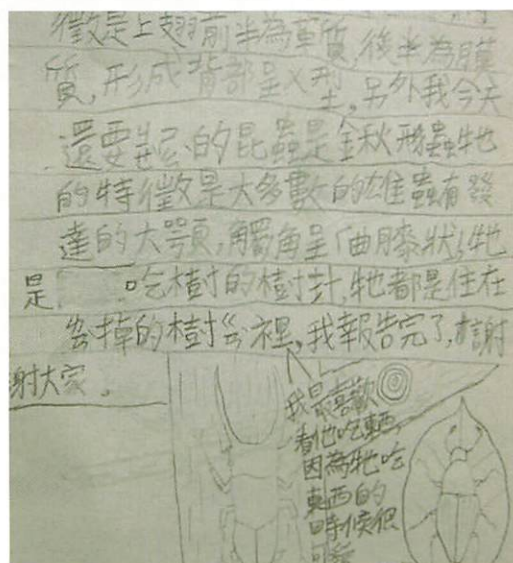 徵是上翅前半為革質,後半為膜
質,形成背部呈X型。另外我今天
還要 的昆蟲是鍬形蟲牠
的特徵是大多數的雄蟲有發
達的大顎,觸角呈「曲膝狀」牠
是 吃樹的樹汁,牠都是住在
掉的樹 裡,我報告完了,謝
謝大家。
我最喜歡
看他吃東西,
因為牠吃
東西的
時候很
可愛